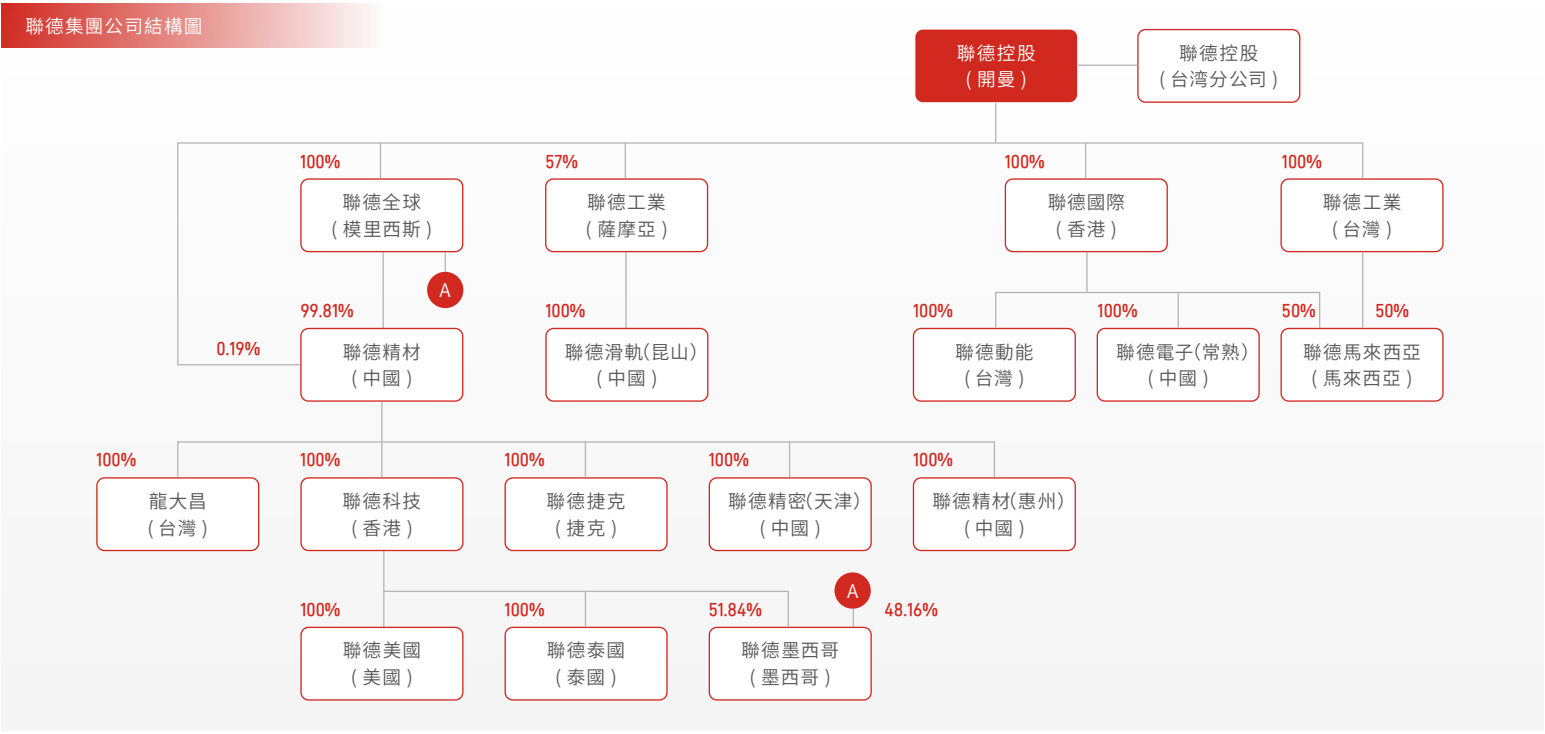 聯德集團公司結構圖
聯德控股
(開曼)
聯德控股
(台湾分公司)
100%
57%
100%
100%
聯德全球
(模里西斯)
聯德工業
(薩摩亞)
聯德國際
(香港)
聯德工業
(台灣)
A
99.81%
100%
100%
100%
50%
50%
0.19%
聯德精材
(中國)
聯德滑軌(昆山)
(中國)
聯德動能
(台灣)
聯德電子(常熟)
(中國)
聯德馬來西亞
(馬來西亞)
100%
100%
100%
100%
100%
龍大昌
(台灣)
聯德科技
(香港)
聯德捷克
(捷克)
聯德精密(天津)
(中國)
聯德精材(惠州)
(中國)
A
100%
100%
51.84%
48.16%
聯德美國
(美國)
聯德泰國
(泰國)
聯德墨西哥
(墨西哥)